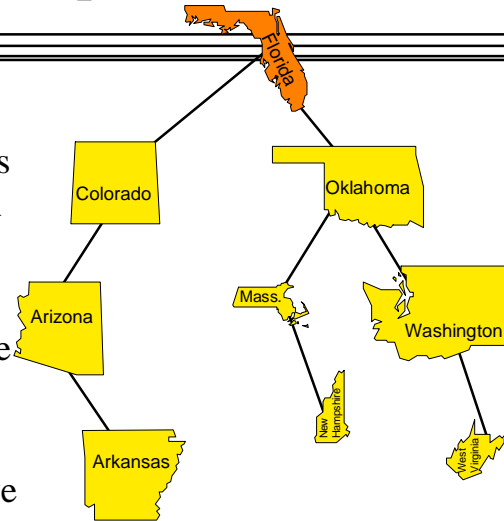 Florida
s
Colorado
Oklahoma
Mass.
Arizona
Washington
e
New
Hampshire
West
Virginia
Arkansas
e